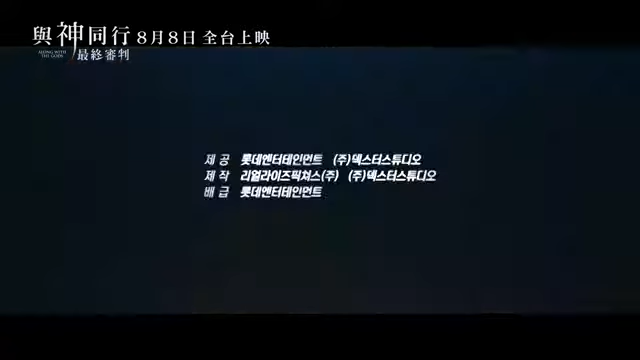 與神同行 8月8日 全台上映
ALONG WITH
THE GODS
最終審判
제 공 롯데엔터테인먼트 (주)덱스터스튜디오
제 작 리얼라이즈픽쳐스(주) (주)덱스터스튜디오
배 급 롯데엔터테인먼트